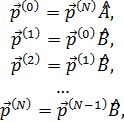 p⃗⁽⁰⁾ = p⃗⁽ᴺ⁾Â,
p⃗⁽¹⁾ = p⃗⁽⁰⁾B̂,
p⃗⁽²⁾ = p⃗⁽¹⁾B̂,
...
p⃗⁽ᴺ⁾ = p⃗⁽ᴺ⁻¹⁾B̂,